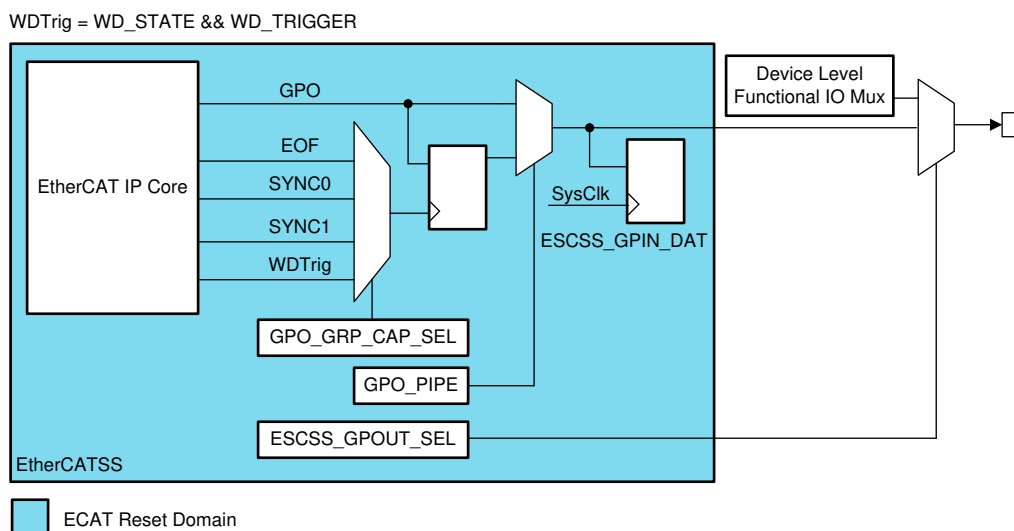 WDTrig = WD_STATE && WD_TRIGGER
GPO
EOF
SYNC0
SYNC1
WDTrig
EtherCAT IP Core
Device Level
Functional IO Mux
SysClk
ESCSS_GPIN_DAT
GPO_GRP_CAP_SEL
GPO_PIPE
ESCSS_GPOUT_SEL
EtherCATSS
ECAT Reset Domain